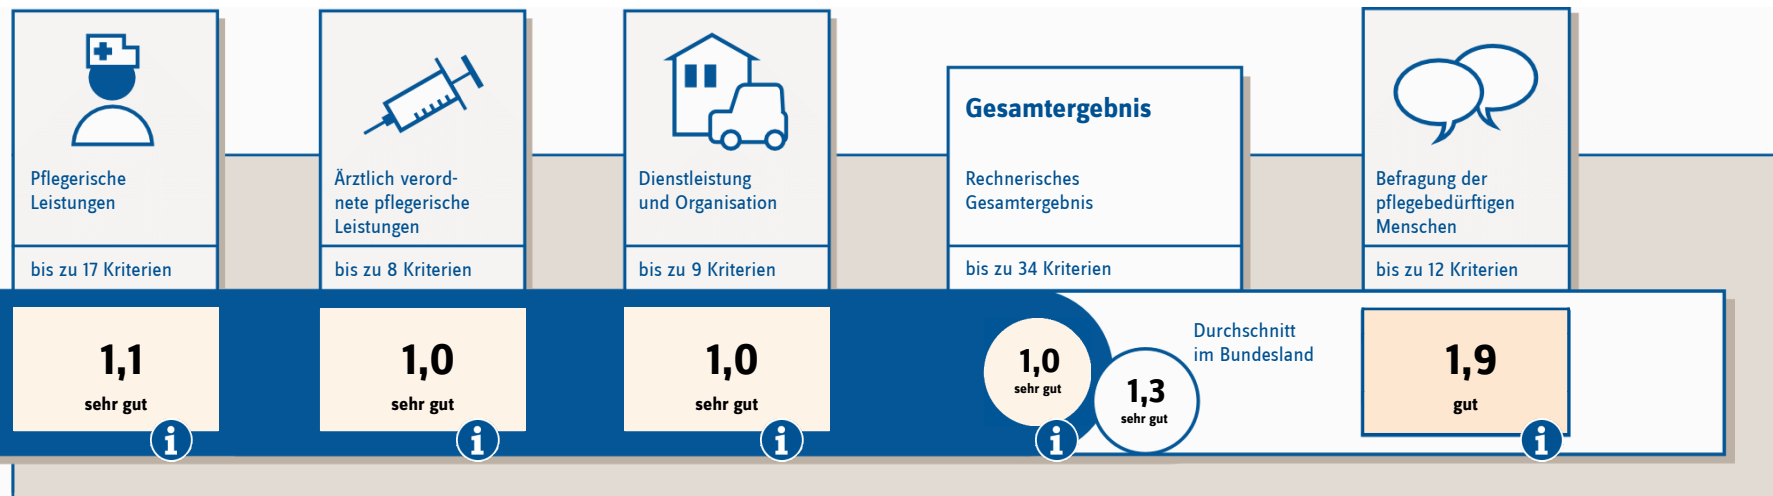 Pflegerische
Leistungen
bis zu 17 Kriterien
1,1
sehr gut
i
Ärztlich verord-
nete pflegerische
Leistungen
bis zu 8 Kriterien
1,0
sehr gut
i
Dienstleistung
und Organisation
bis zu 9 Kriterien
1,0
sehr gut
i
Gesamtergebnis
Rechnerisches
Gesamtergebnis
bis zu 34 Kriterien
1,0
sehr gut
i
Durchschnitt
im Bundesland
1,3
sehr gut
Befragung der
pflegebedürftigen
Menschen
bis zu 12 Kriterien
1,9
gut
i